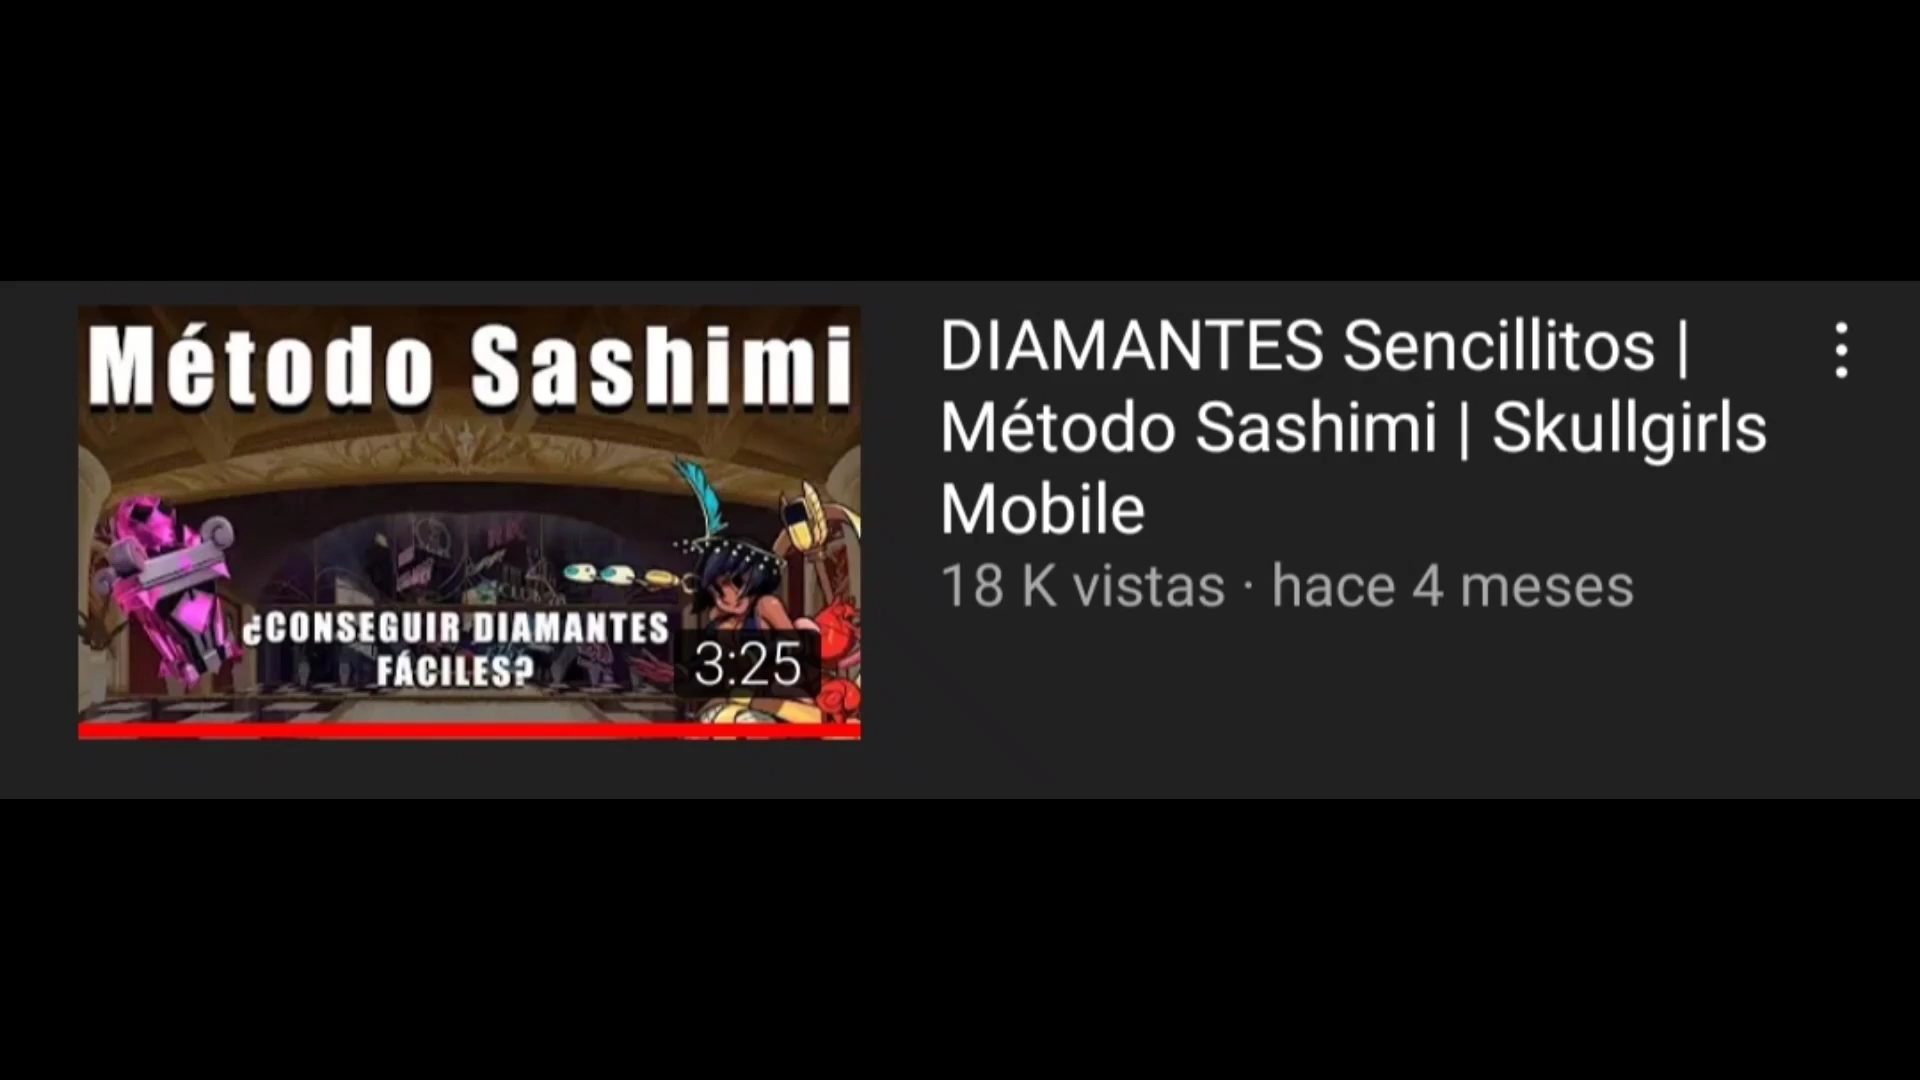 Método Sashimi
¿CONSEGUIR DIAMANTES
FÁCILES?
3:25
DIAMANTES Sencillitos |
Método Sashimi | Skullgirls
Mobile
18 K vistas · hace 4 meses